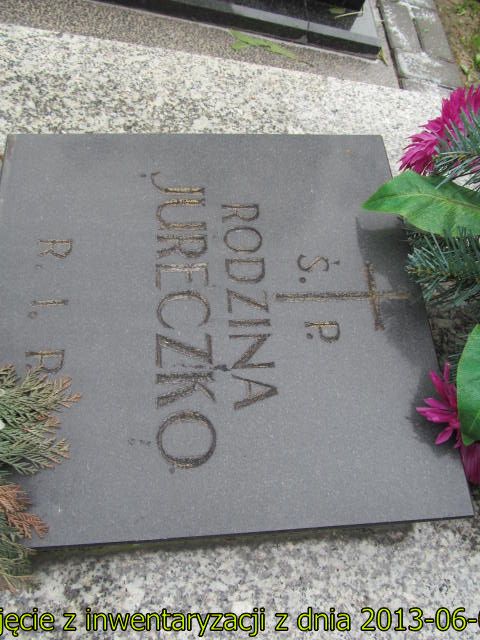 Ś. P.
RODZINA
JURECZKO
R. I. P.
jęcie z inwentaryzacji z dnia 2013-06-